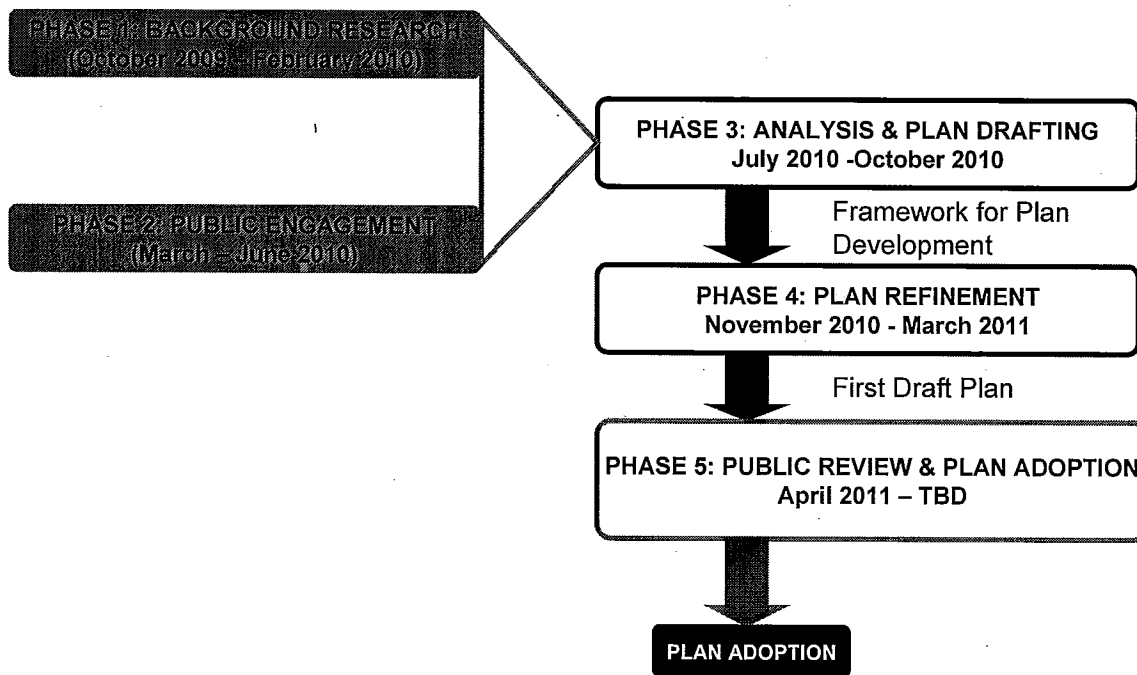 PHASE 1: BACKGROUND RESEARCH
(October 2009 – February 2010)
PHASE 2: PUBLIC ENGAGEMENT
(March – June 2010)
PHASE 3: ANALYSIS & PLAN DRAFTING
July 2010 -October 2010
Framework for Plan
Development
PHASE 4: PLAN REFINEMENT
November 2010 - March 2011
First Draft Plan
PHASE 5: PUBLIC REVIEW & PLAN ADOPTION
April 2011 – TBD
PLAN ADOPTION